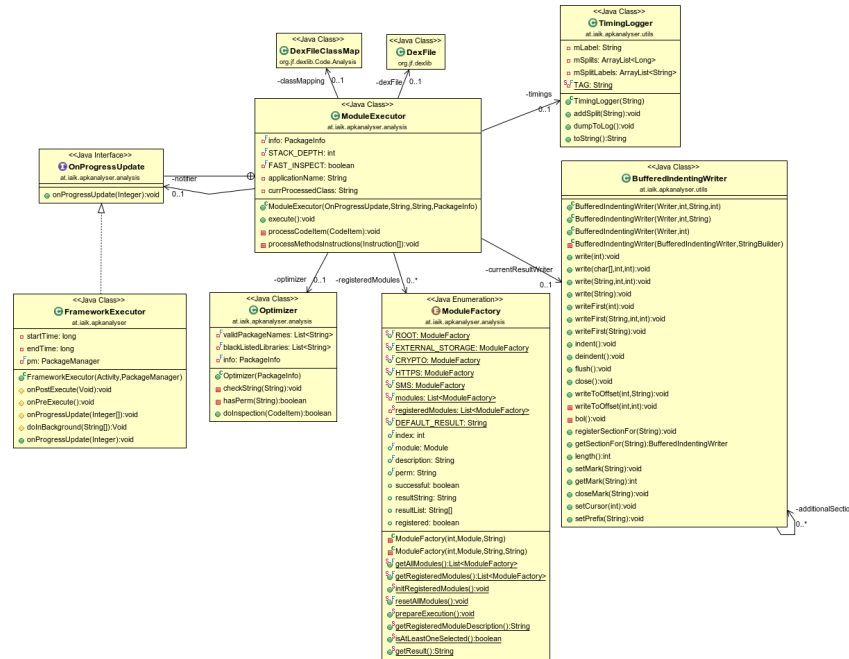 <<Java Class>>
DexFileClassMap
org.jf.dexlib.Code.Analysis
<<Java Class>>
DexFile
org.jf.dexlib
<<Java Class>>
TimingLogger
at.iaik.apkanalyser.utils
mLabel: String
mSplits: ArrayList<Long>
mSplitLabels: ArrayList<String>
TAG: String
TimingLogger(String)
addSplit(String):void
dumpToLog():void
toString():String
-classMapping 0..1
-dexFile 0..1
-timings
0..1
<<Java Class>>
ModuleExecutor
at.iaik.apkanalyser.analysis
info: PackageInfo
STACK_DEPTH: int
FAST_INSPECT: boolean
applicationName: String
currProcessedClass: String
ModuleExecutor(OnProgressUpdate,String,String,PackageInfo)
execute():void
processCodeItem(CodeItem):void
processMethodsInstructions(Instruction[]):void
<<Java Interface>>
OnProgressUpdate
at.iaik.apkanalyser.analysis
onProgressUpdate(Integer):void
-notifier
0..1
<<Java Class>>
BufferedIndentingWriter
at.iaik.apkanalyser.utils
BufferedIndentingWriter(Writer,int,String,int)
BufferedIndentingWriter(Writer,int,String)
BufferedIndentingWriter(Writer,int)
BufferedIndentingWriter(BufferedIndentingWriter,StringBuilder)
write(int):void
write(char[],int,int):void
write(String,int,int):void
write(String):void
writeFirst(int):void
writeFirst(String,int,int):void
writeFirst(String):void
indent():void
deindent():void
flush():void
close():void
writeToOffset(int,String):void
writeToOffset(int,int):void
bol():void
registerSectionFor(String):void
getSectionFor(String):BufferedIndentingWriter
length():int
setMark(String):void
getMark(String):int
closeMark(String):void
setCursor(int):void
setPrefix(String):void
-additionalSectio
0..*
-optimizer 0..1
-registeredModules 0..*
-currentResultWriter
0..1
<<Java Class>>
FrameworkExecutor
at.iaik.apkanalyser
startTime: long
endTime: long
pm: PackageManager
FrameworkExecutor(Activity,PackageManager)
onPostExecute(Void):void
onPreExecute():void
onProgressUpdate(Integer[]):void
doInBackground(String[]):Void
onProgressUpdate(Integer):void
<<Java Class>>
Optimizer
at.iaik.apkanalyser.analysis
validPackageNames: List<String>
blackListedLibraries: List<String>
info: PackageInfo
Optimizer(PackageInfo)
checkString(String):void
hasPerm(String):boolean
doInspection(CodeItem):boolean
<<Java Enumeration>>
ModuleFactory
at.iaik.apkanalyser.analysis
ROOT: ModuleFactory
EXTERNAL_STORAGE: ModuleFactory
CRYPTO: ModuleFactory
HTTPS: ModuleFactory
SMS: ModuleFactory
modules: List<ModuleFactory>
registeredModules: List<ModuleFactory>
DEFAULT_RESULT: String
index: int
module: Module
description: String
perm: String
successful: boolean
resultString: String
resultList: String[]
registered: boolean
ModuleFactory(int,Module,String)
ModuleFactory(int,Module,String,String)
getAllModules():List<ModuleFactory>
getRegisteredModules():List<ModuleFactory>
initRegisteredModules():void
resetAllModules():void
prepareExecution():void
getRegisteredModuleDescription():String
isAtLeastOneSelected():boolean
getResult():String